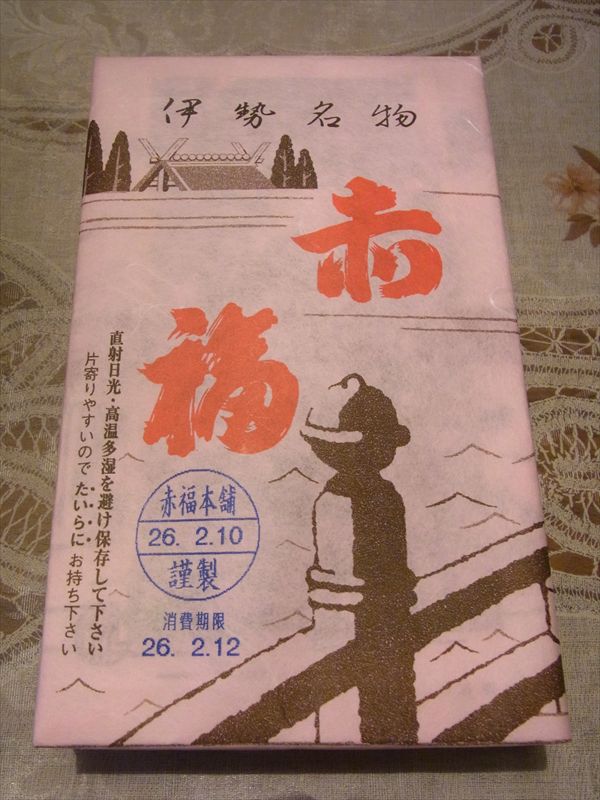 伊勢名物
赤福
直射日光・高温多湿を避け保存して下さい
片寄りやすいのでたいらにお持ち下さい
赤福本舗
26. 2.10
謹製
消費期限
26. 2.12